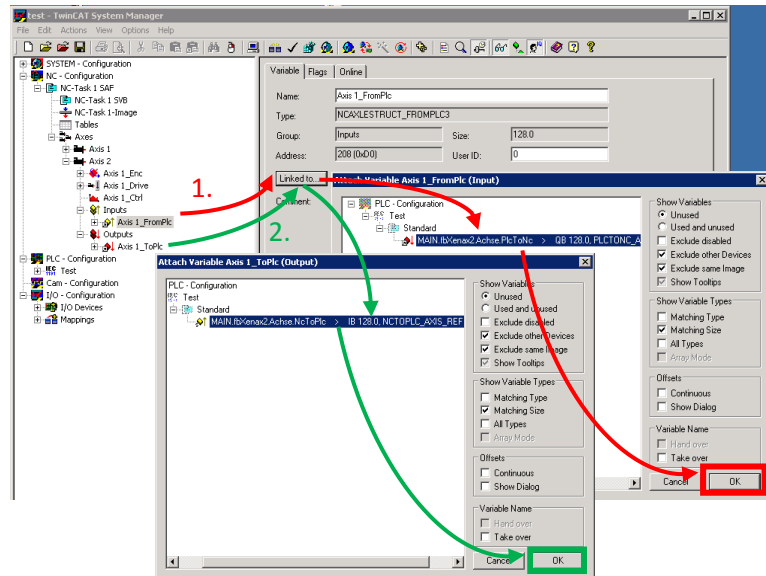 test - TwinCAT System Manager
File Edit Actions View Options Help
SYSTEM - Configuration
NC - Configuration
NC-Task 1 SAF
NC-Task 1 SVB
NC-Task 1-Image
Tables
Axes
Axis 1
Axis 2
Axis 1_Enc
Axis 1_Drive
Axis 1_Ctrl
Inputs
Axis 1_FromPlc
Outputs
Axis 1_ToPlc
PLC - Configuration
Test
Cam - Configuration
I/O - Configuration
I/O Devices
Mappings
Variable Flags Online
Name: Axis 1_FromPlc
Type: NCAXLESTRUCT_FROMPLC3
Group: Inputs Size: 128.0
Address: 208 (0xD0) User ID: 0
Linked to...
Comment:
1.
2.
Attach Variable Axis 1_FromPlc (Input)
PLC - Configuration
Test
Standard
MAIN.fbXenax2.Achse.PlcToNc > QB 128.0, PLCTONC_A
Show Variables
Unused
Used and unused
Exclude disabled
Exclude other Devices
Exclude same Image
Show Tooltips
Show Variable Types
Matching Type
Matching Size
All Types
Array Mode
Offsets
Continuous
Show Dialog
Variable Name
Hand over
Take over
Cancel OK
Attach Variable Axis 1_ToPlc (Output)
PLC - Configuration
Test
Standard
MAIN.fbXenax2.Achse.NcToPlc > IB 128.0, NCTOPLC_AXIS_REF
Show Variables
Unused
Used and unused
Exclude disabled
Exclude other Devices
Exclude same Image
Show Tooltips
Show Variable Types
Matching Type
Matching Size
All Types
Array Mode
Offsets
Continuous
Show Dialog
Variable Name
Hand over
Take over
Cancel OK